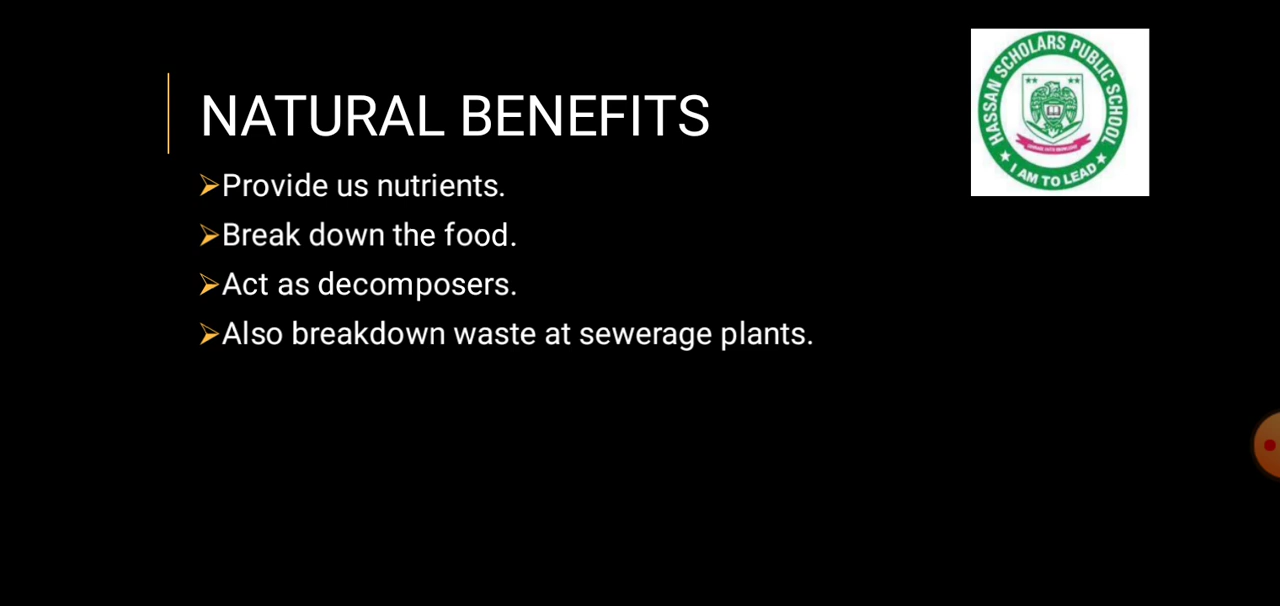 NATURAL BENEFITS
Provide us nutrients.
Break down the food.
Act as decomposers.
Also breakdown waste at sewerage plants.
HASSAN SCHOLARS PUBLIC SCHOOL
I AM TO LEAD